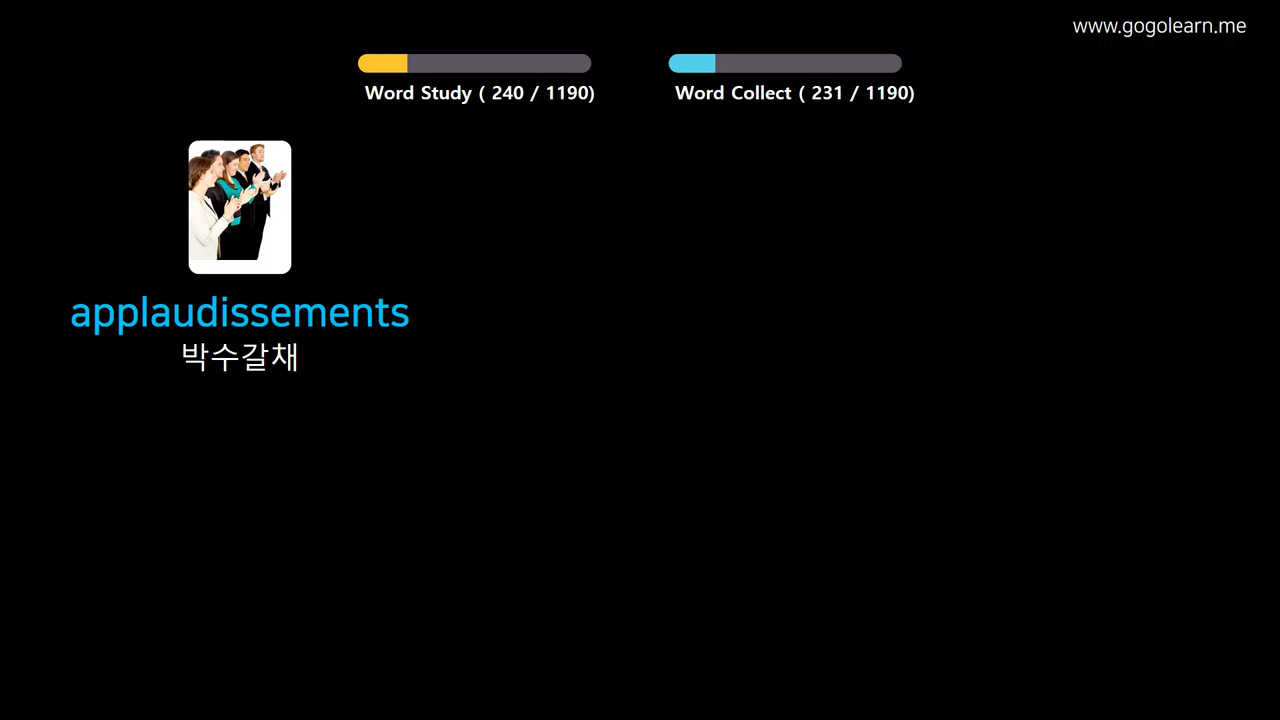 www.gogolearn.me
Word Study ( 240 / 1190)
Word Collect ( 231 / 1190)
applaudissements
박수갈채